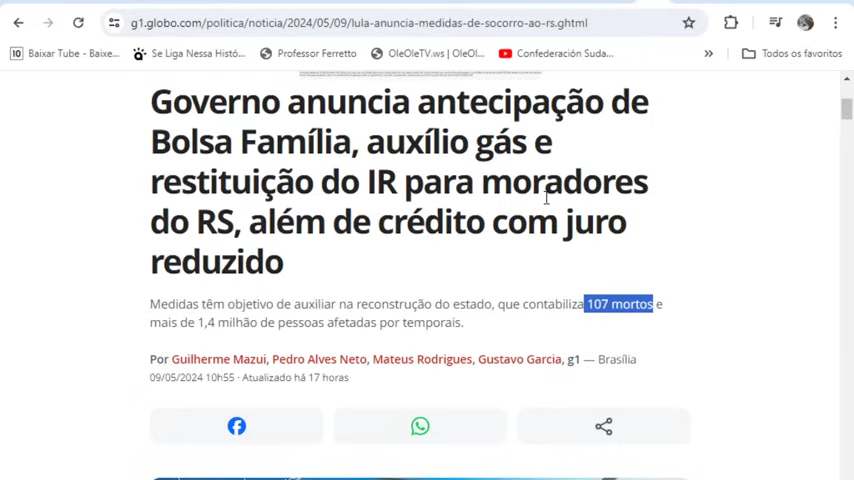 g1.globo.com/politica/noticia/2024/05/09/lula-anuncia-medidas-de-socorro-ao-rs.ghtml
10 Baixar Tube - Baixe... Se Liga Nessa Histó... Professor Ferretto OleOleTV.ws | OleOl... Confederación Suda... » Todos os favoritos
Governo anuncia antecipação de
Bolsa Família, auxílio gás e
restituição do IR para moradores
do RS, além de crédito com juro
reduzido
Medidas têm objetivo de auxiliar na reconstrução do estado, que contabiliza 107 mortos e
mais de 1,4 milhão de pessoas afetadas por temporais.
Por Guilherme Mazui, Pedro Alves Neto, Mateus Rodrigues, Gustavo Garcia, g1 — Brasília
09/05/2024 10h55 · Atualizado há 17 horas